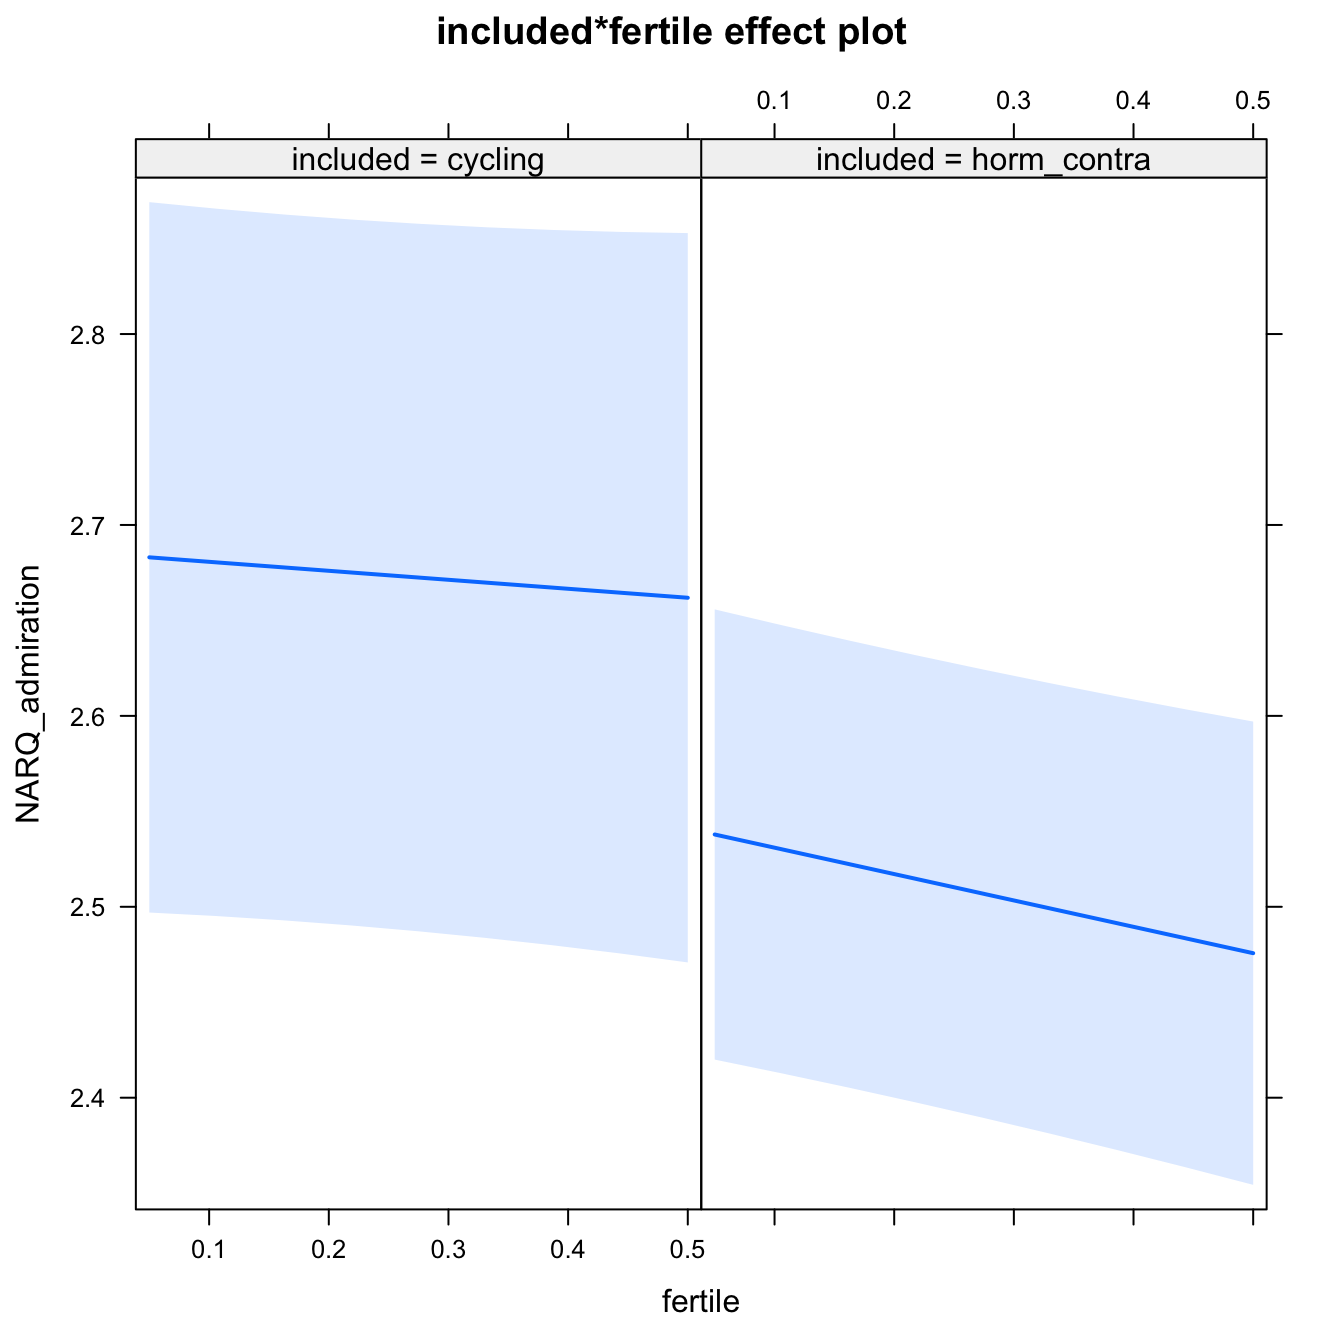 included*fertile effect plot
0.1 0.2 0.3 0.4 0.5
included = cycling included = horm_contra
2.8
2.7
2.6
2.5
2.4
NARQ_admiration
0.1 0.2 0.3 0.4 0.5
fertile